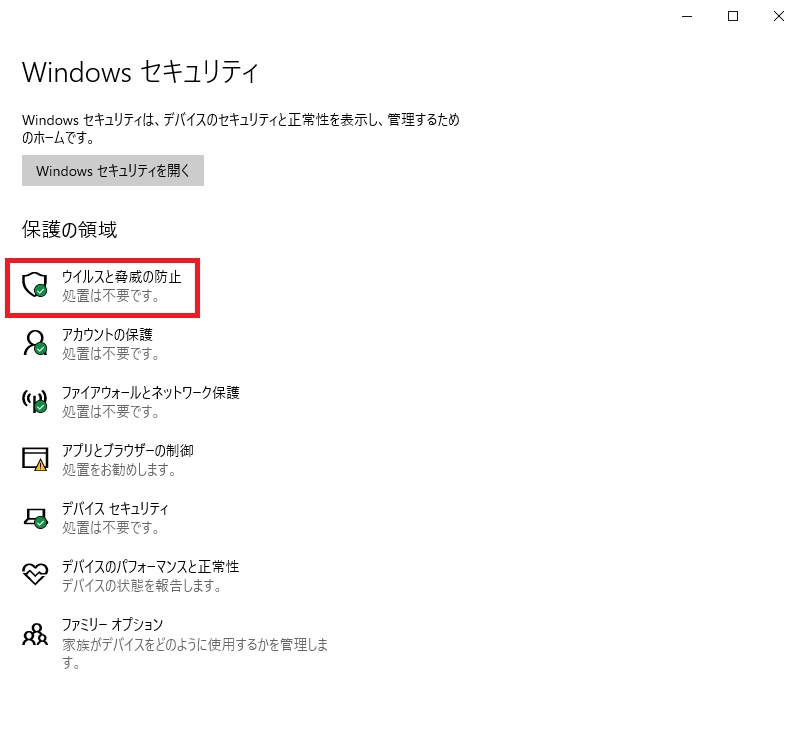 Windows セキュリティ
Windows セキュリティは、デバイスのセキュリティと正常性を表示し、管理するため
のホームです。
Windows セキュリティを開く
保護の領域
ウイルスと脅威の防止
処置は不要です。
アカウントの保護
処置は不要です。
ファイアウォールとネットワーク保護
処置は不要です。
アプリとブラウザーの制御
処置をお勧めします。
デバイス セキュリティ
処置は不要です。
デバイスのパフォーマンスと正常性
デバイスの状態を報告します。
ファミリー オプション
家族がデバイスをどのように使用するかを管理しま
す。